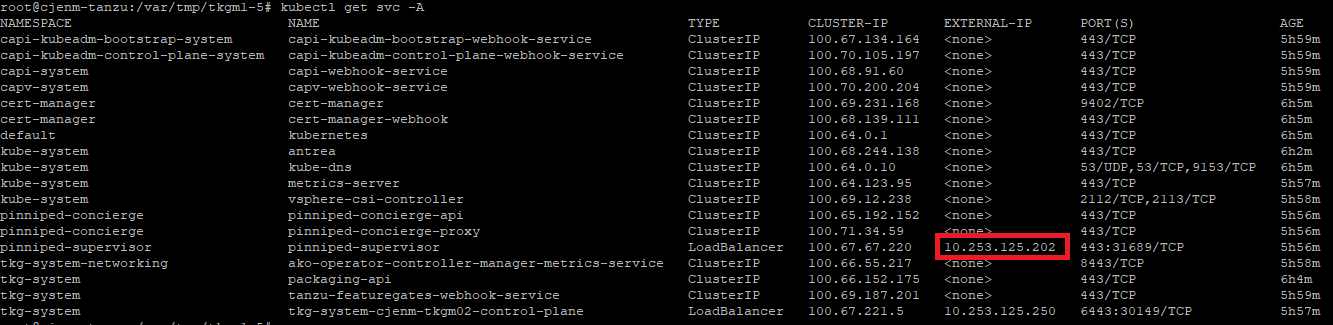 root@cjenm-tanzu:/var/tmp/tkgml-5# kubectl get svc -A
NAMESPACE NAME TYPE CLUSTER-IP EXTERNAL-IP PORT(S) AGE
capi-kubeadm-bootstrap-system capi-kubeadm-bootstrap-webhook-service ClusterIP 100.67.134.164 <none> 443/TCP 5h59m
capi-kubeadm-control-plane-system capi-kubeadm-control-plane-webhook-service ClusterIP 100.70.105.197 <none> 443/TCP 5h59m
capi-system capi-webhook-service ClusterIP 100.68.91.60 <none> 443/TCP 5h59m
capv-system capv-webhook-service ClusterIP 100.70.200.204 <none> 443/TCP 5h59m
cert-manager cert-manager ClusterIP 100.69.231.168 <none> 9402/TCP 6h5m
cert-manager cert-manager-webhook ClusterIP 100.68.139.111 <none> 443/TCP 6h5m
default kubernetes ClusterIP 100.64.0.1 <none> 443/TCP 6h5m
kube-system antrea ClusterIP 100.68.244.138 <none> 443/TCP 6h2m
kube-system kube-dns ClusterIP 100.64.0.10 <none> 53/UDP,53/TCP,9153/TCP 6h5m
kube-system metrics-server ClusterIP 100.64.123.95 <none> 443/TCP 5h57m
kube-system vsphere-csi-controller ClusterIP 100.69.12.238 <none> 2112/TCP,2113/TCP 5h58m
pinniped-concierge pinniped-concierge-api ClusterIP 100.65.192.152 <none> 443/TCP 5h56m
pinniped-concierge pinniped-concierge-proxy ClusterIP 100.71.34.59 <none> 443/TCP 5h56m
pinniped-supervisor pinniped-supervisor LoadBalancer 100.67.67.220 10.253.125.202 443:31689/TCP 5h56m
tkg-system-networking ako-operator-controller-manager-metrics-service ClusterIP 100.66.55.217 <none> 8443/TCP 5h58m
tkg-system packaging-api ClusterIP 100.66.152.175 <none> 443/TCP 6h4m
tkg-system tanzu-featuregates-webhook-service ClusterIP 100.69.187.201 <none> 443/TCP 5h59m
tkg-system tkg-system-cjenm-tkgm02-control-plane LoadBalancer 100.67.221.5 10.253.125.250 6443:30149/TCP 5h57m